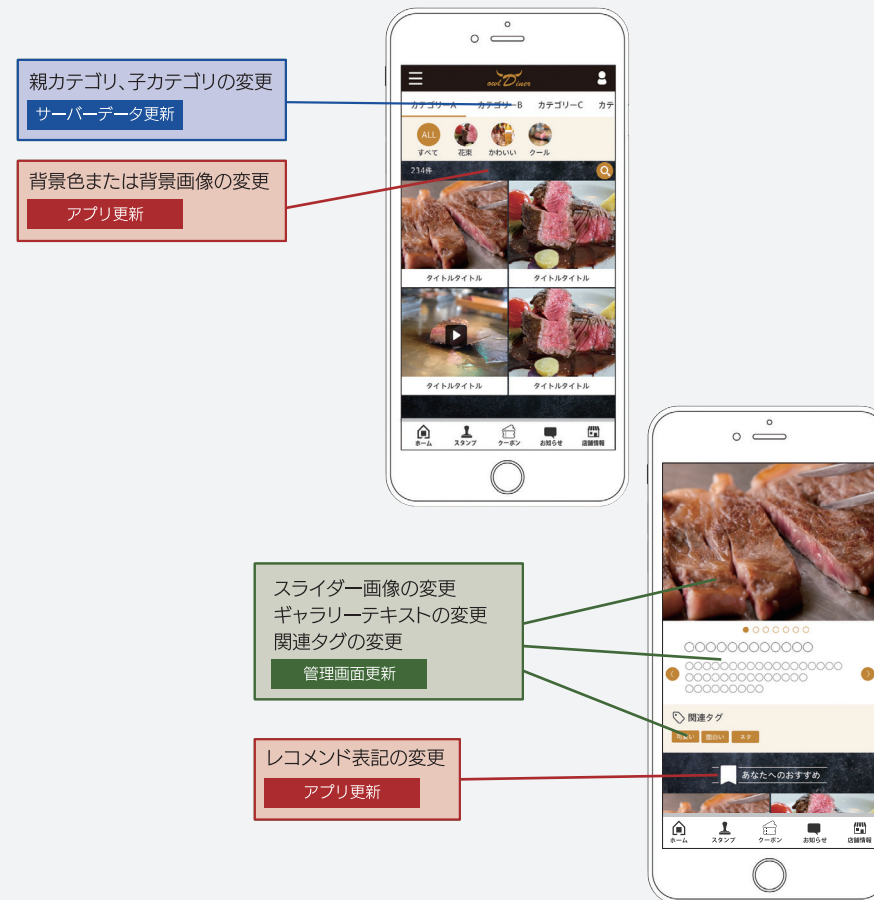 親カテゴリ、子カテゴリの変更
サーバーデータ更新
背景色または背景画像の変更
アプリ更新
owl Diner
カテゴリーA カテゴリーB カテゴリーC カテ
ALL
すべて 花束 かわいい クール
234件
タイトルタイトル タイトルタイトル
タイトルタイトル タイトルタイトル
ホーム スタンプ クーポン お知らせ 店舗情報
スライダー画像の変更
ギャラリーテキストの変更
関連タグの変更
管理画面更新
〇〇〇〇〇〇〇〇〇〇〇〇
〇〇〇〇〇〇〇〇〇〇〇〇〇〇〇〇〇〇
〇〇〇〇〇〇〇〇〇〇〇〇〇〇
〇〇〇〇〇〇〇〇〇
関連タグ
可愛い 面白い ネタ
レコメンド表記の変更
アプリ更新
あなたへのおすすめ
ホーム スタンプ クーポン お知らせ 店舗情報